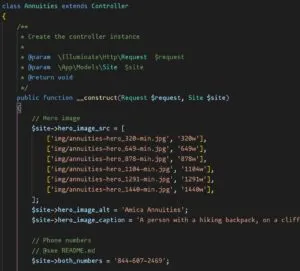 class Annuities extends Controller
{
/**
* Create the controller instance
*
* @param \Illuminate\Http\Request $request
* @param \App\Models\Site $site
* @return void
*/
public function __construct(Request $request, Site $site)
{
// Hero image
$site->hero_image_src = [
['img/annuities-hero_320-min.jpg', '320w'],
['img/annuities-hero_649-min.jpg', '649w'],
['img/annuities-hero_878-min.jpg', '878w'],
['img/annuities-hero_1104-min.jpg', '1104w'],
['img/annuities-hero_1291-min.jpg', '1291w'],
['img/annuities-hero_1440-min.jpg', '1440w'],
];
$site->hero_image_alt = 'Amica Annuities';
$site->hero_image_caption = 'A person with a hiking backpack, on a cliff
// Phone numbers
// @see README.md
$site->both_numbers = '844-607-2469';